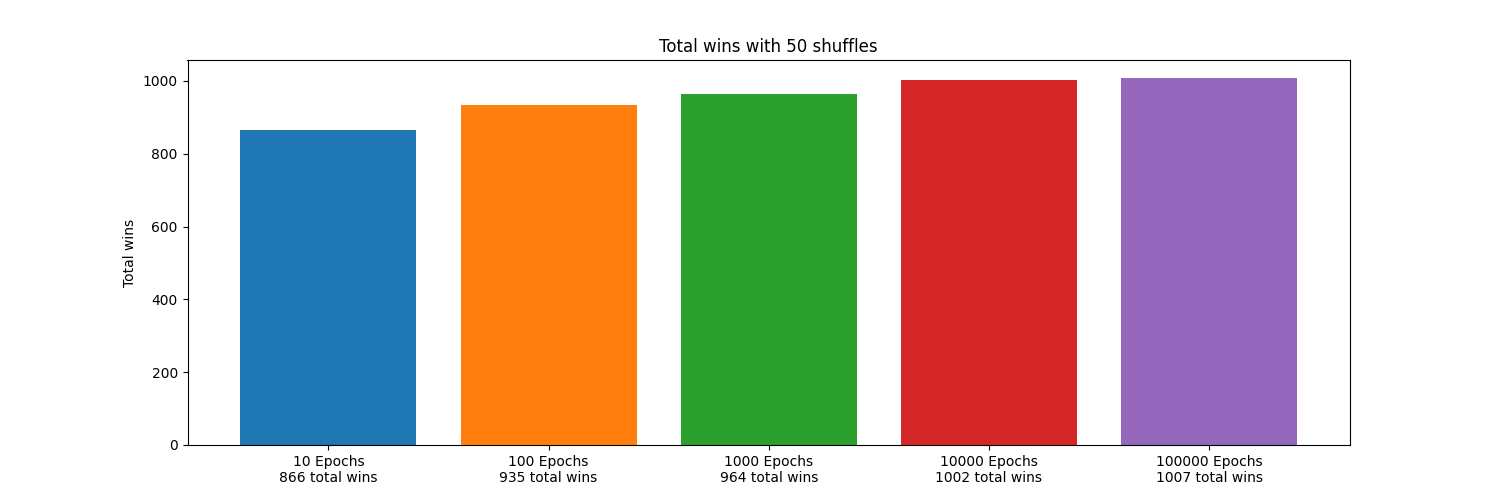 Total wins with 50 shuffles
Total wins
1000
800
600
400
200
0
10 Epochs
866 total wins
100 Epochs
935 total wins
1000 Epochs
964 total wins
10000 Epochs
1002 total wins
100000 Epochs
1007 total wins